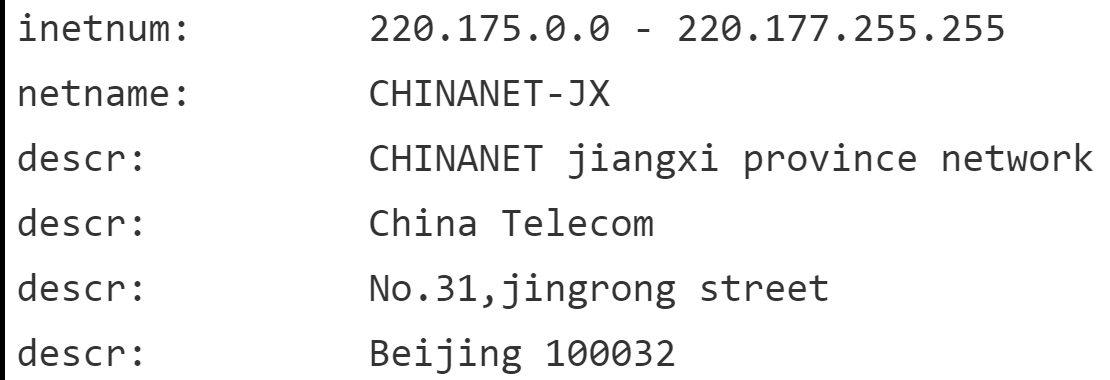 inetnum: 220.175.0.0 - 220.177.255.255
netname: CHINANET-JX
descr: CHINANET jiangxi province network
descr: China Telecom
descr: No.31,jingrong street
descr: Beijing 100032